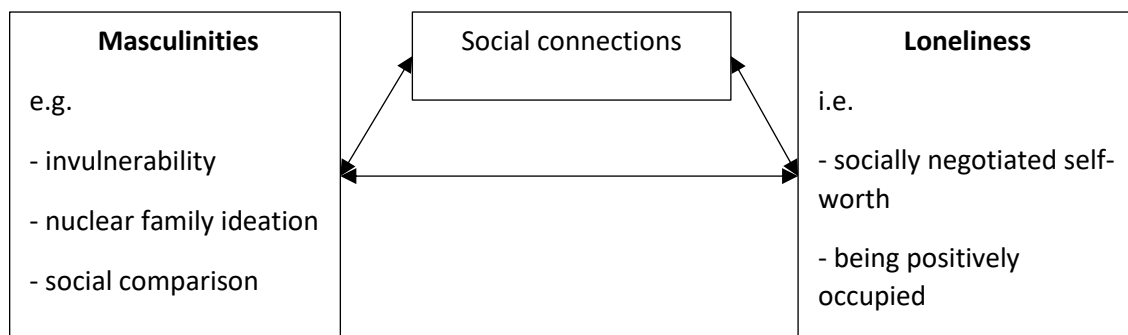 Masculinities
e.g.
- invulnerability
- nuclear family ideation
- social comparison
Social connections
Loneliness
i.e.
- socially negotiated self-
worth
- being positively
occupied